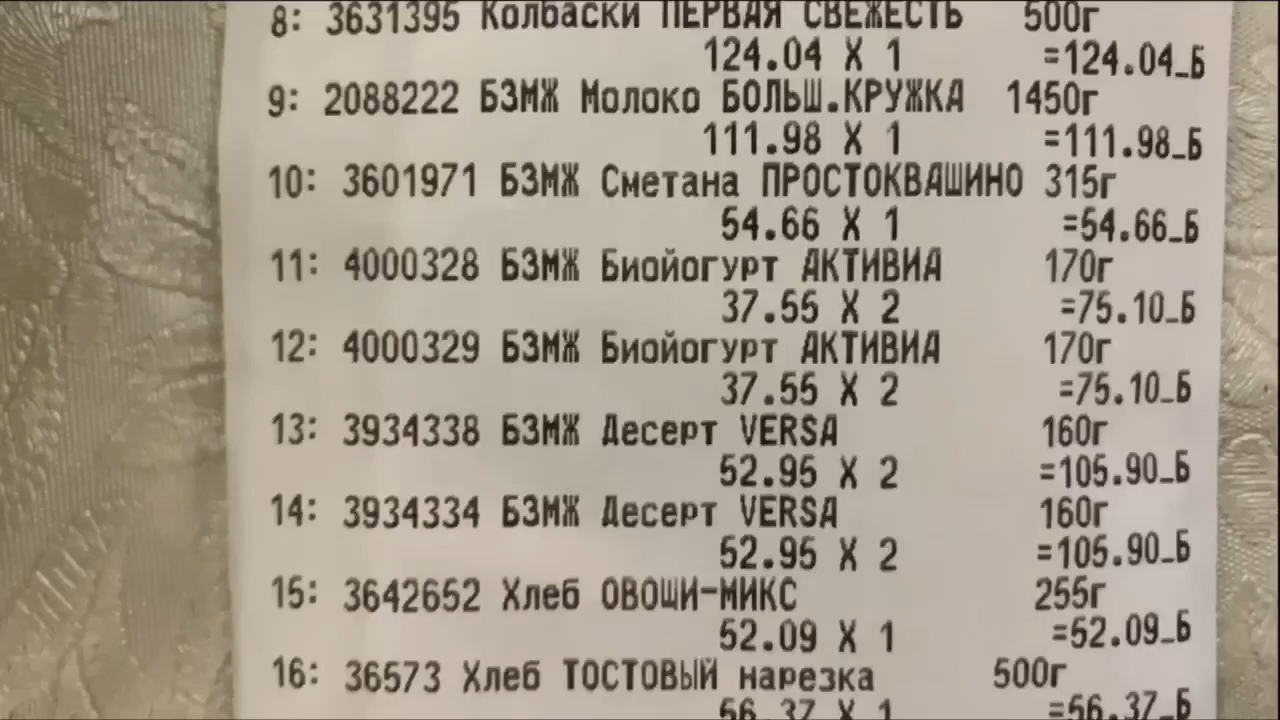 8: 3631395 Колбаски ПЕРВАЯ СВЕЖЕСТЬ 500г
124.04 X 1 =124.04_Б
9: 2088222 БЗМЖ Молоко БОЛЬШ.КРУЖКА 1450г
111.98 X 1 =111.98_Б
10: 3601971 БЗМЖ Сметана ПРОСТОКВАШИНО 315г
54.66 X 1 =54.66_Б
11: 4000328 БЗМЖ Биойогурт АКТИВИА 170г
37.55 X 2 =75.10_Б
12: 4000329 БЗМЖ Биойогурт АКТИВИА 170г
37.55 X 2 =75.10_Б
13: 3934338 БЗМЖ Десерт VERSA 160г
52.95 X 2 =105.90_Б
14: 3934334 БЗМЖ Десерт VERSA 160г
52.95 X 2 =105.90_Б
15: 3642652 Хлеб ОВОЩИ-МИКС 255г
52.09 X 1 =52.09_Б
16: 36573 Хлеб ТОСТОВЫЙ нарезка 500г
56.37 X 1 =56.37_Б